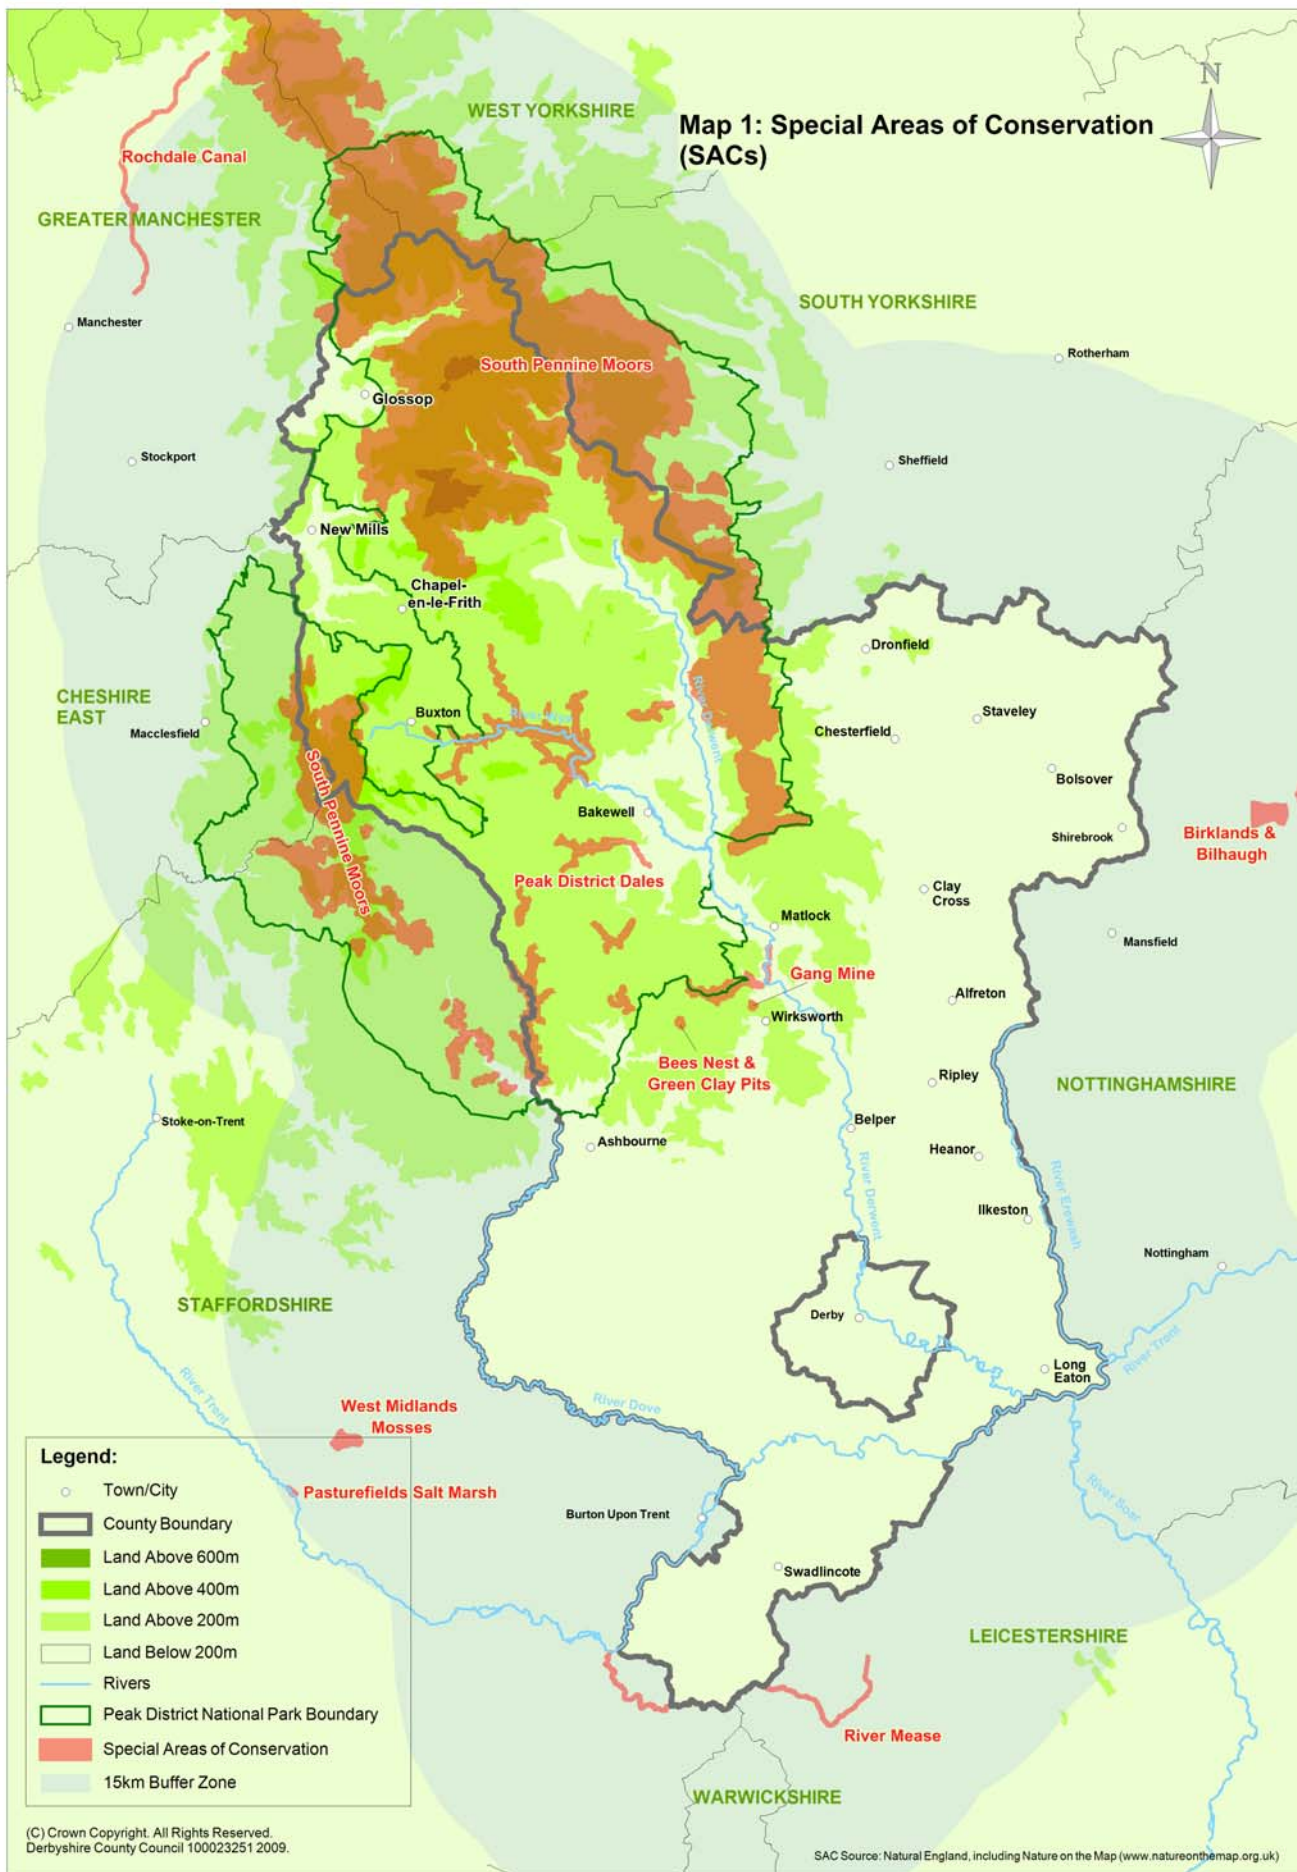 N
Map 1: Special Areas of Conservation
(SACs)
WEST YORKSHIRE
Rochdale Canal
GREATER MANCHESTER
SOUTH YORKSHIRE
Manchester
Rotherham
South Pennine Moors
Glossop
Stockport
Sheffield
New Mills
Chapel-
en-le-Frith
Dronfield
River Derwent
CHESHIRE
EAST
Macclesfield
Buxton
River Wye
Staveley
Chesterfield
Bolsover
South Pennine Moors
Bakewell
Shirebrook
Birklands &
Bilhaugh
Peak District Dales
Clay
Cross
Matlock
Mansfield
Gang Mine
Alfreton
Wirksworth
Bees Nest &
Green Clay Pits
Ripley
NOTTINGHAMSHIRE
Stoke-on-Trent
Belper
Ashbourne
Heanor
River Derwent
River Erewash
Ilkeston
Nottingham
STAFFORDSHIRE
Derby
River Trent
Long
Eaton
River Trent
River Dove
West Midlands
Mosses
Pasturefields Salt Marsh
River Soar
Burton Upon Trent
Swadlincote
LEICESTERSHIRE
River Mease
WARWICKSHIRE
Legend:
Town/City
County Boundary
Land Above 600m
Land Above 400m
Land Above 200m
Land Below 200m
Rivers
Peak District National Park Boundary
Special Areas of Conservation
15km Buffer Zone
(C) Crown Copyright. All Rights Reserved.
Derbyshire County Council 100023251 2009.
SAC Source: Natural England, including Nature on the Map (www.natureonthemap.org.uk)